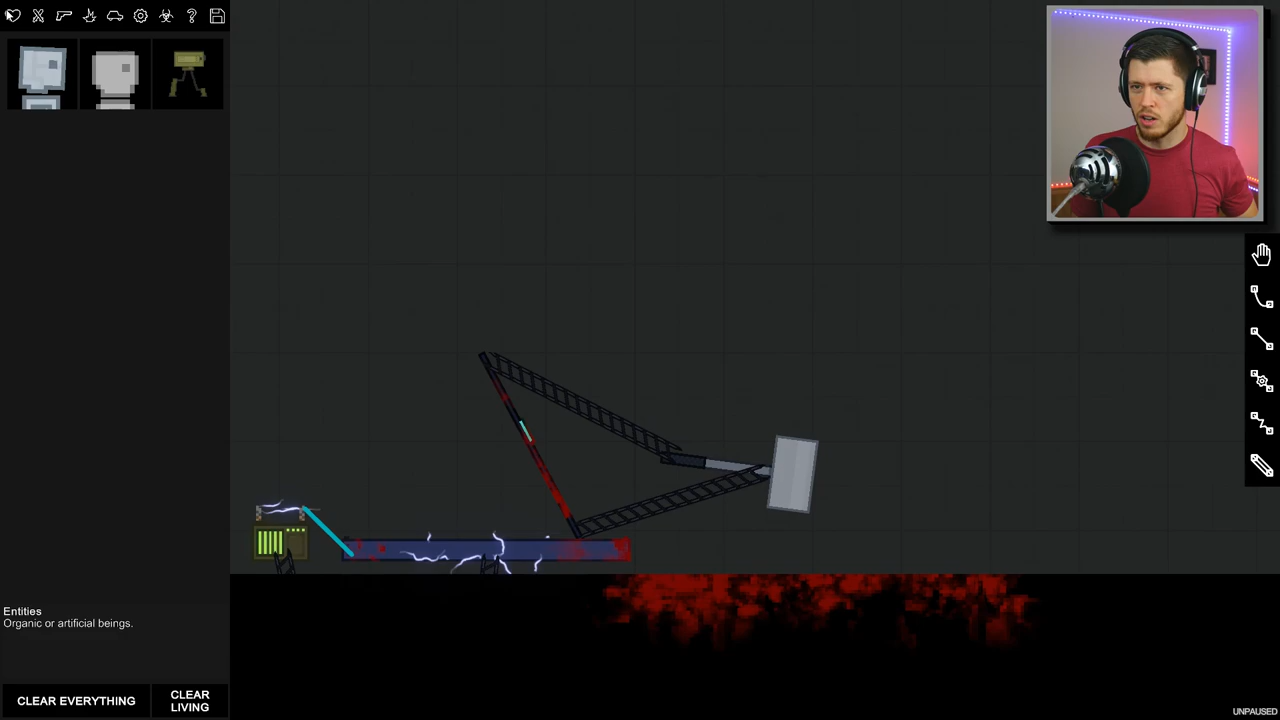 Entities
Organic or artificial beings.
CLEAR EVERYTHING
CLEAR
LIVING
UNPAUSED